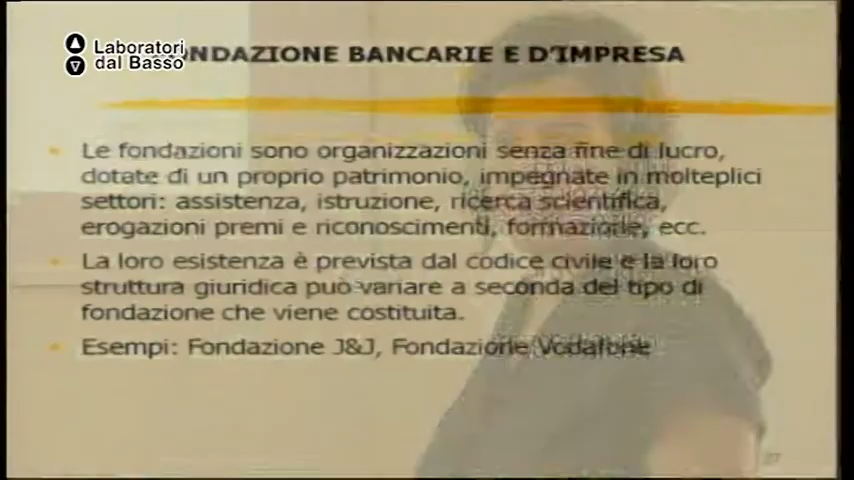 Laboratori
dal Basso
NDAZIONE BANCARIE E D'IMPRESA
Le fondazioni sono organizzazioni senza fine di lucro,
dotate di un proprio patrimonio, impegnate in molteplici
settori: assistenza, istruzione, ricerca scientifica,
erogazioni premi e riconoscimenti, formazione, ecc.
La loro esistenza è prevista dal codice civile e la loro
struttura giuridica può variare a seconda del tipo di
fondazione che viene costituita.
Esempi: Fondazione J&J, Fondazione Vodafone